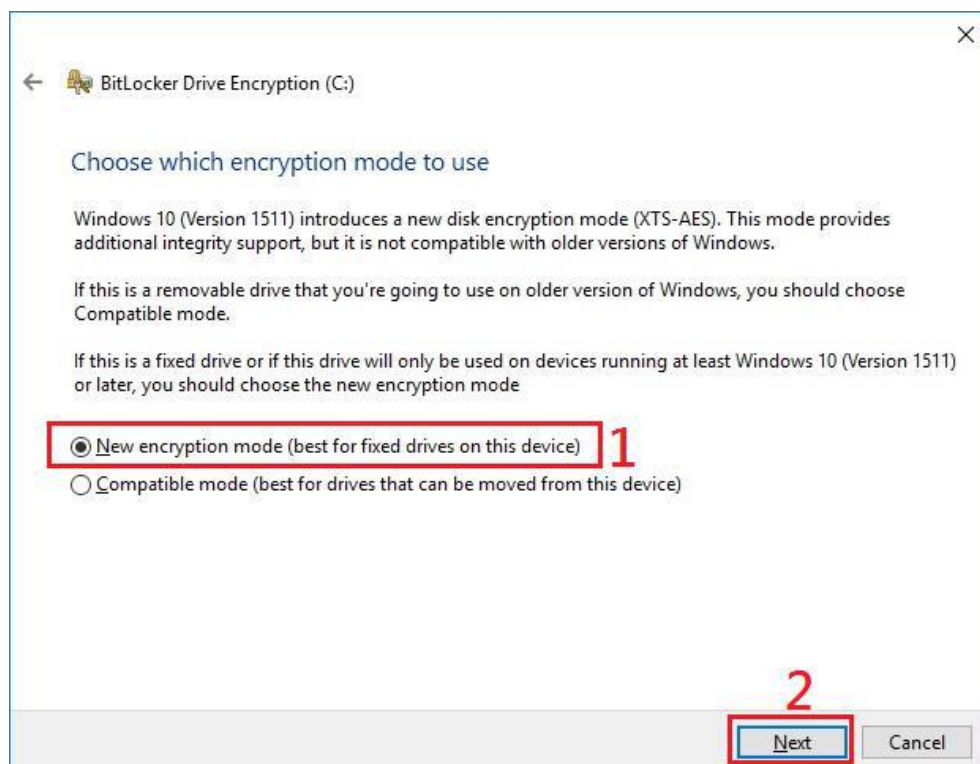 BitLocker Drive Encryption (C:)
Choose which encryption mode to use
Windows 10 (Version 1511) introduces a new disk encryption mode (XTS-AES). This mode provides
additional integrity support, but it is not compatible with older versions of Windows.
If this is a removable drive that you're going to use on older version of Windows, you should choose
Compatible mode.
If this is a fixed drive or if this drive will only be used on devices running at least Windows 10 (Version 1511)
or later, you should choose the new encryption mode
New encryption mode (best for fixed drives on this device) 1
Compatible mode (best for drives that can be moved from this device)
2
Next Cancel